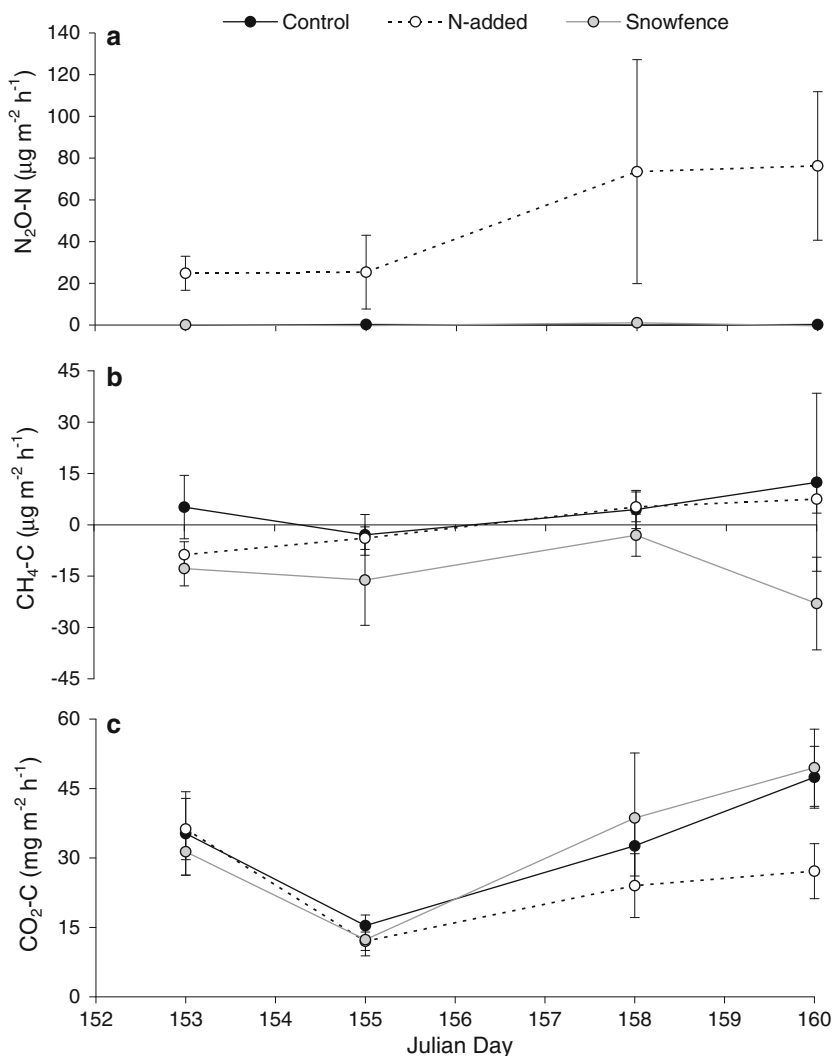 Control N-added Snowfence
a
140
120
100
80
60
40
20
0
N₂O-N (µg m⁻² h⁻¹)
b
45
30
15
0
-15
-30
-45
CH₄-C (µg m⁻² h⁻¹)
c
60
45
30
15
0
CO₂-C (mg m⁻² h⁻¹)
152 153 154 155 156 157 158 159 160
Julian Day